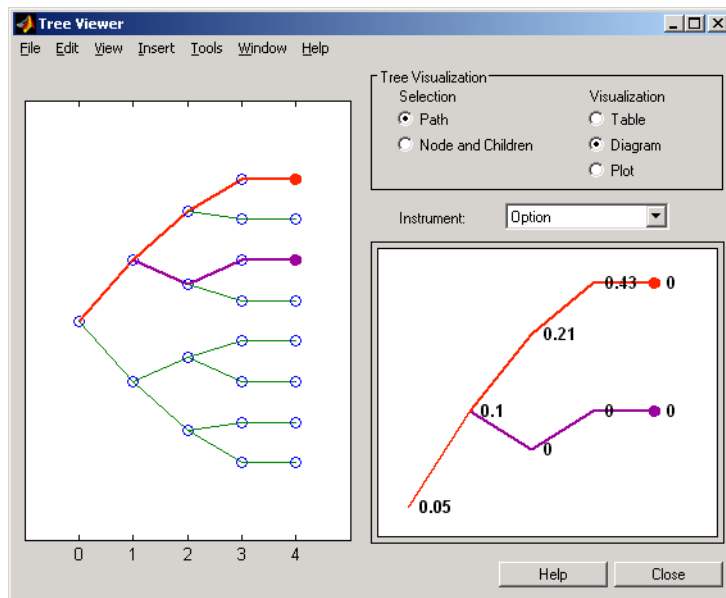 Tree Viewer
File Edit View Insert Tools Window Help
Tree Visualization
Selection Visualization
Path Table
Node and Children Diagram
Plot
Instrument: Option
0.43 0
0.21
0.1 0 0
0
0.05
0 1 2 3 4
Help Close